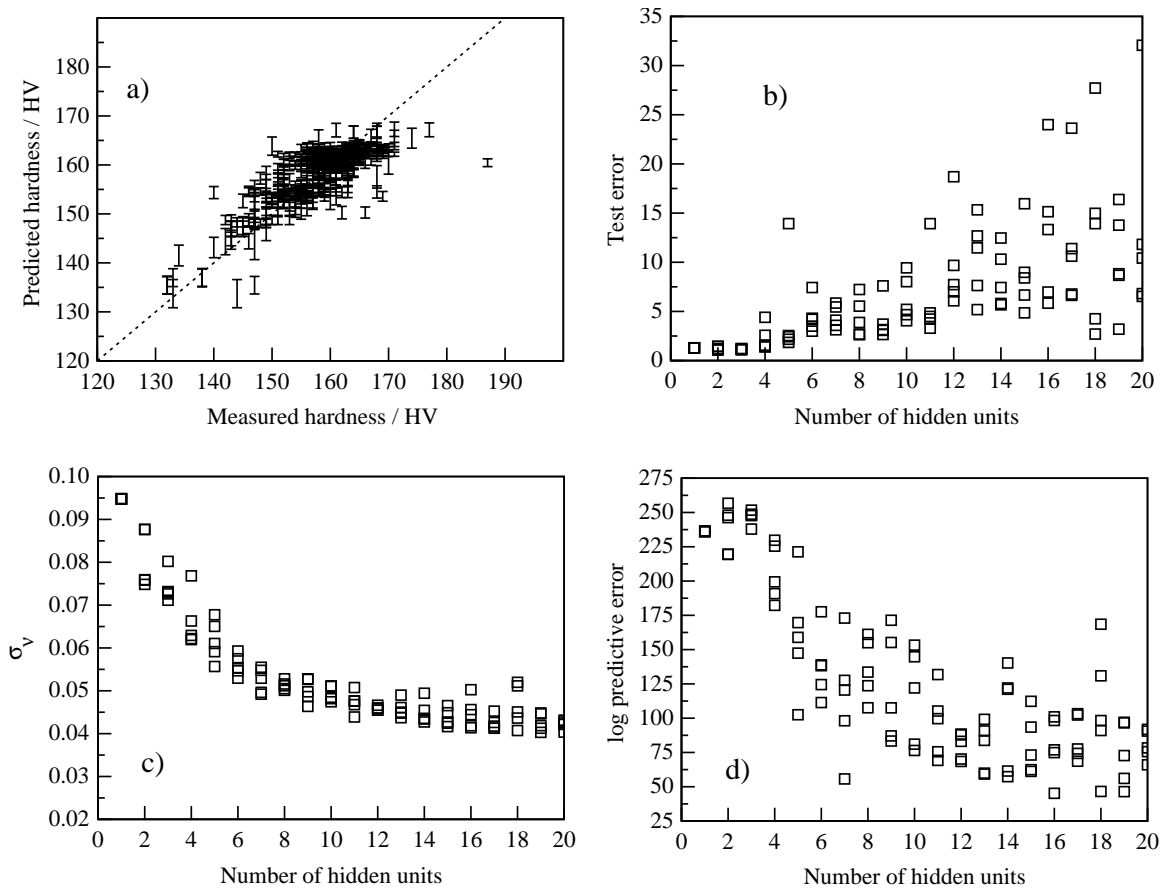 190
180
170
160
150
140
130
120
Predicted hardness / HV
a)
120 130 140 150 160 170 180 190
Measured hardness / HV
35
30
25
20
15
10
5
0
Test error
b)
0 2 4 6 8 10 12 14 16 18 20
Number of hidden units
0.10
0.09
0.08
0.07
0.06
0.05
0.04
0.03
0.02
σν
c)
0 2 4 6 8 10 12 14 16 18 20
Number of hidden units
275
250
225
200
175
150
125
100
75
50
25
log predictive error
d)
0 2 4 6 8 10 12 14 16 18 20
Number of hidden units